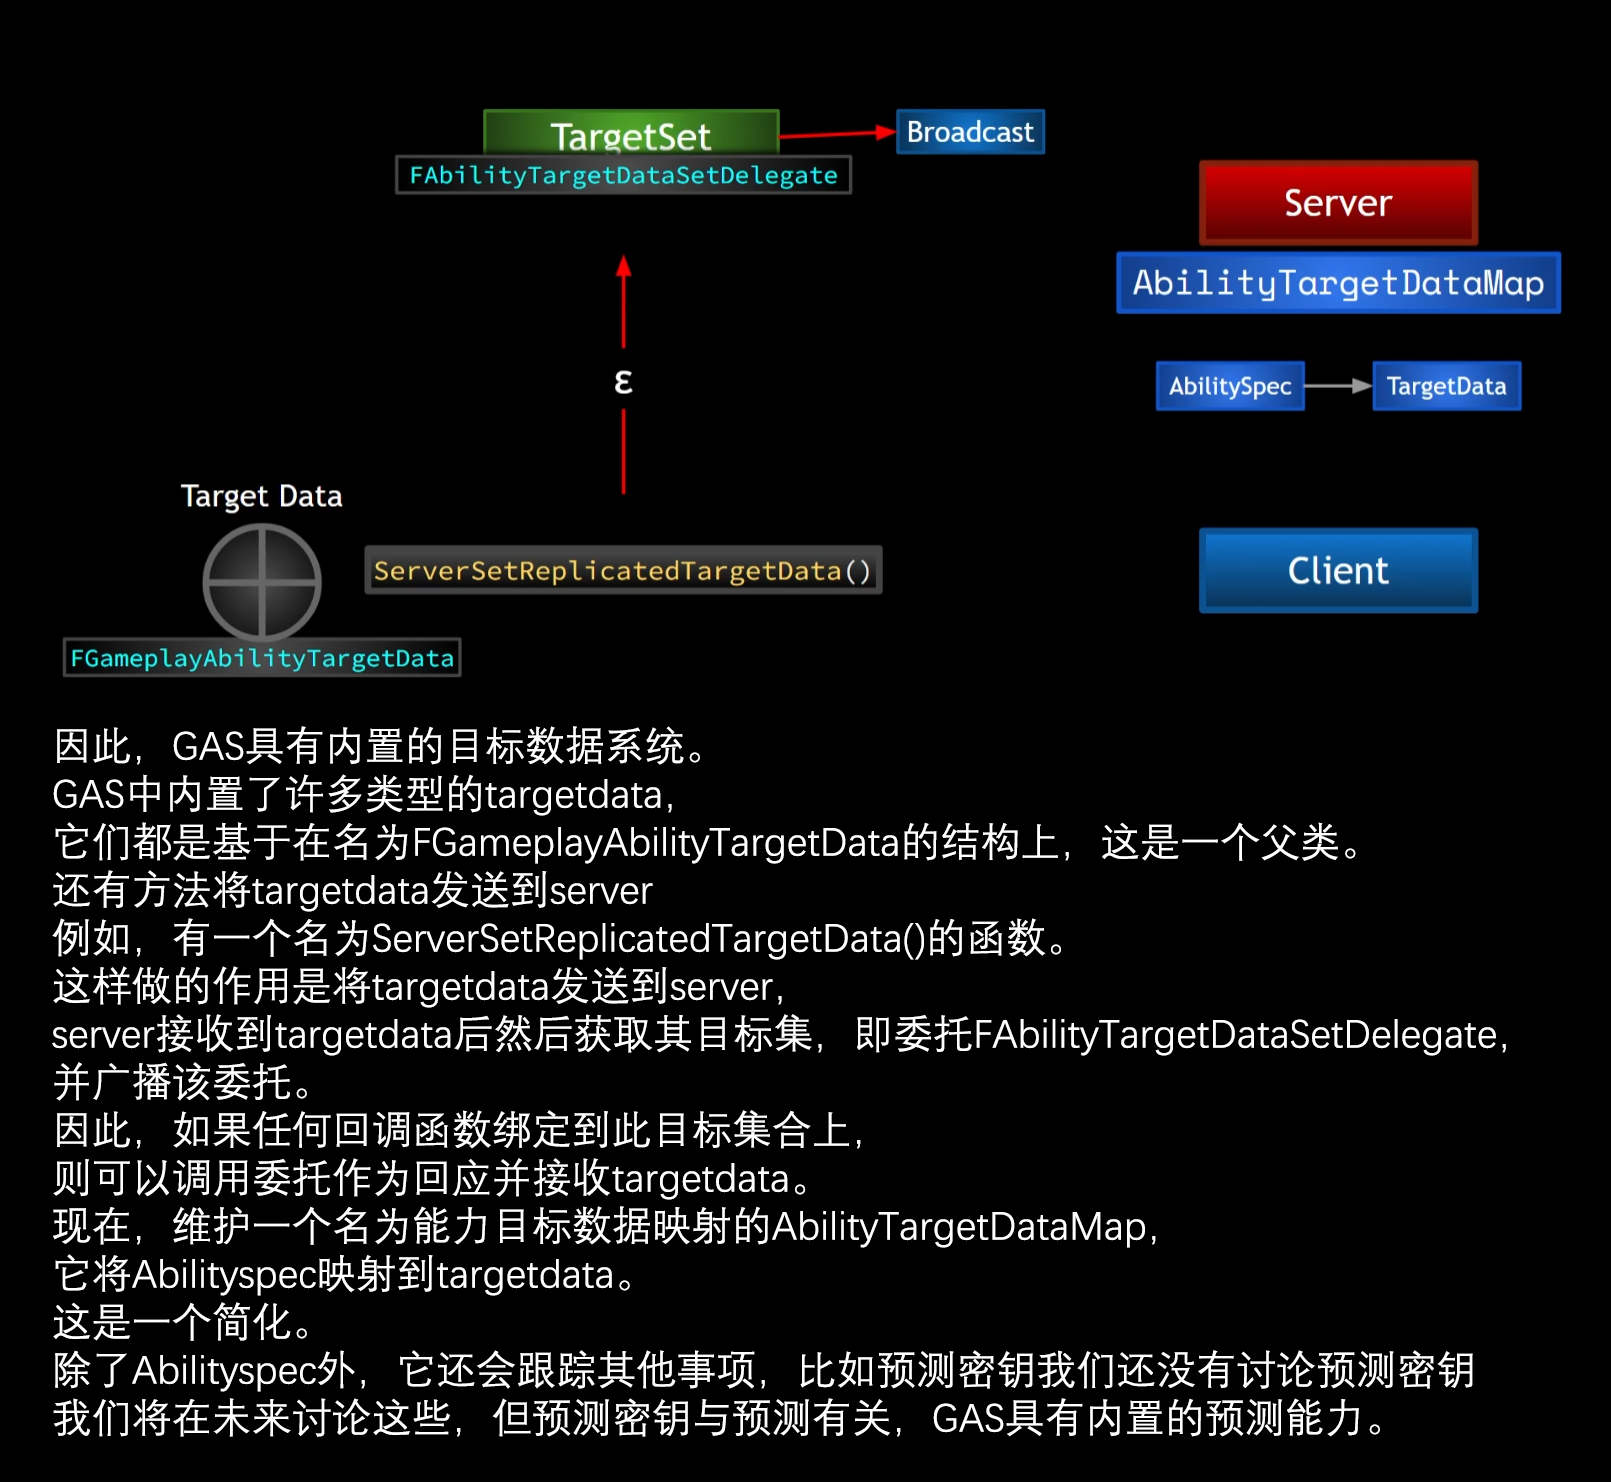 TargetSet
Broadcast
FAbilityTargetDataSetDelegate
Server
AbilityTargetDataMap
ε
AbilitySpec
TargetData
Target Data
ServerSetReplicatedTargetData()
Client
FGameplayAbilityTargetData
因此，GAS具有内置的目标数据系统。
GAS中内置了许多类型的targetdata，
它们都是基于在名为FGameplayAbilityTargetData的结构上，这是一个父类。
还有方法将targetdata发送到server
例如，有一个名为ServerSetReplicatedTargetData()的函数。
这样做的作用是将targetdata发送到server，
server接收到targetdata后然后获取其目标集，即委托FAbilityTargetDataSetDelegate，
并广播该委托。
因此，如果任何回调函数绑定到此目标集合上，
则可以调用委托作为回应并接收targetdata。
现在，维护一个名为能力目标数据映射的AbilityTargetDataMap，
它将Abilityspec映射到targetdata。
这是一个简化。
除了Abilityspec外，它还会跟踪其他事项，比如预测密钥我们还没有讨论预测密钥
我们将在未来讨论这些，但预测密钥与预测有关，GAS具有内置的预测能力。